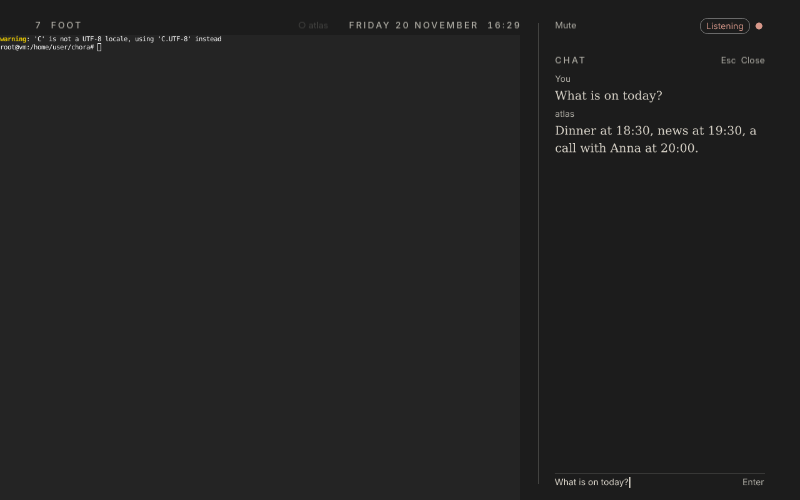 7 FOOT
atlas
FRIDAY 20 NOVEMBER 16:29
warning: 'C' is not a UTF-8 locale, using 'C.UTF-8' instead
root@vm:/home/user/chora#
Mute
Listening
CHAT
Esc Close
You
What is on today?
atlas
Dinner at 18:30, news at 19:30, a
call with Anna at 20:00.
What is on today?
Enter